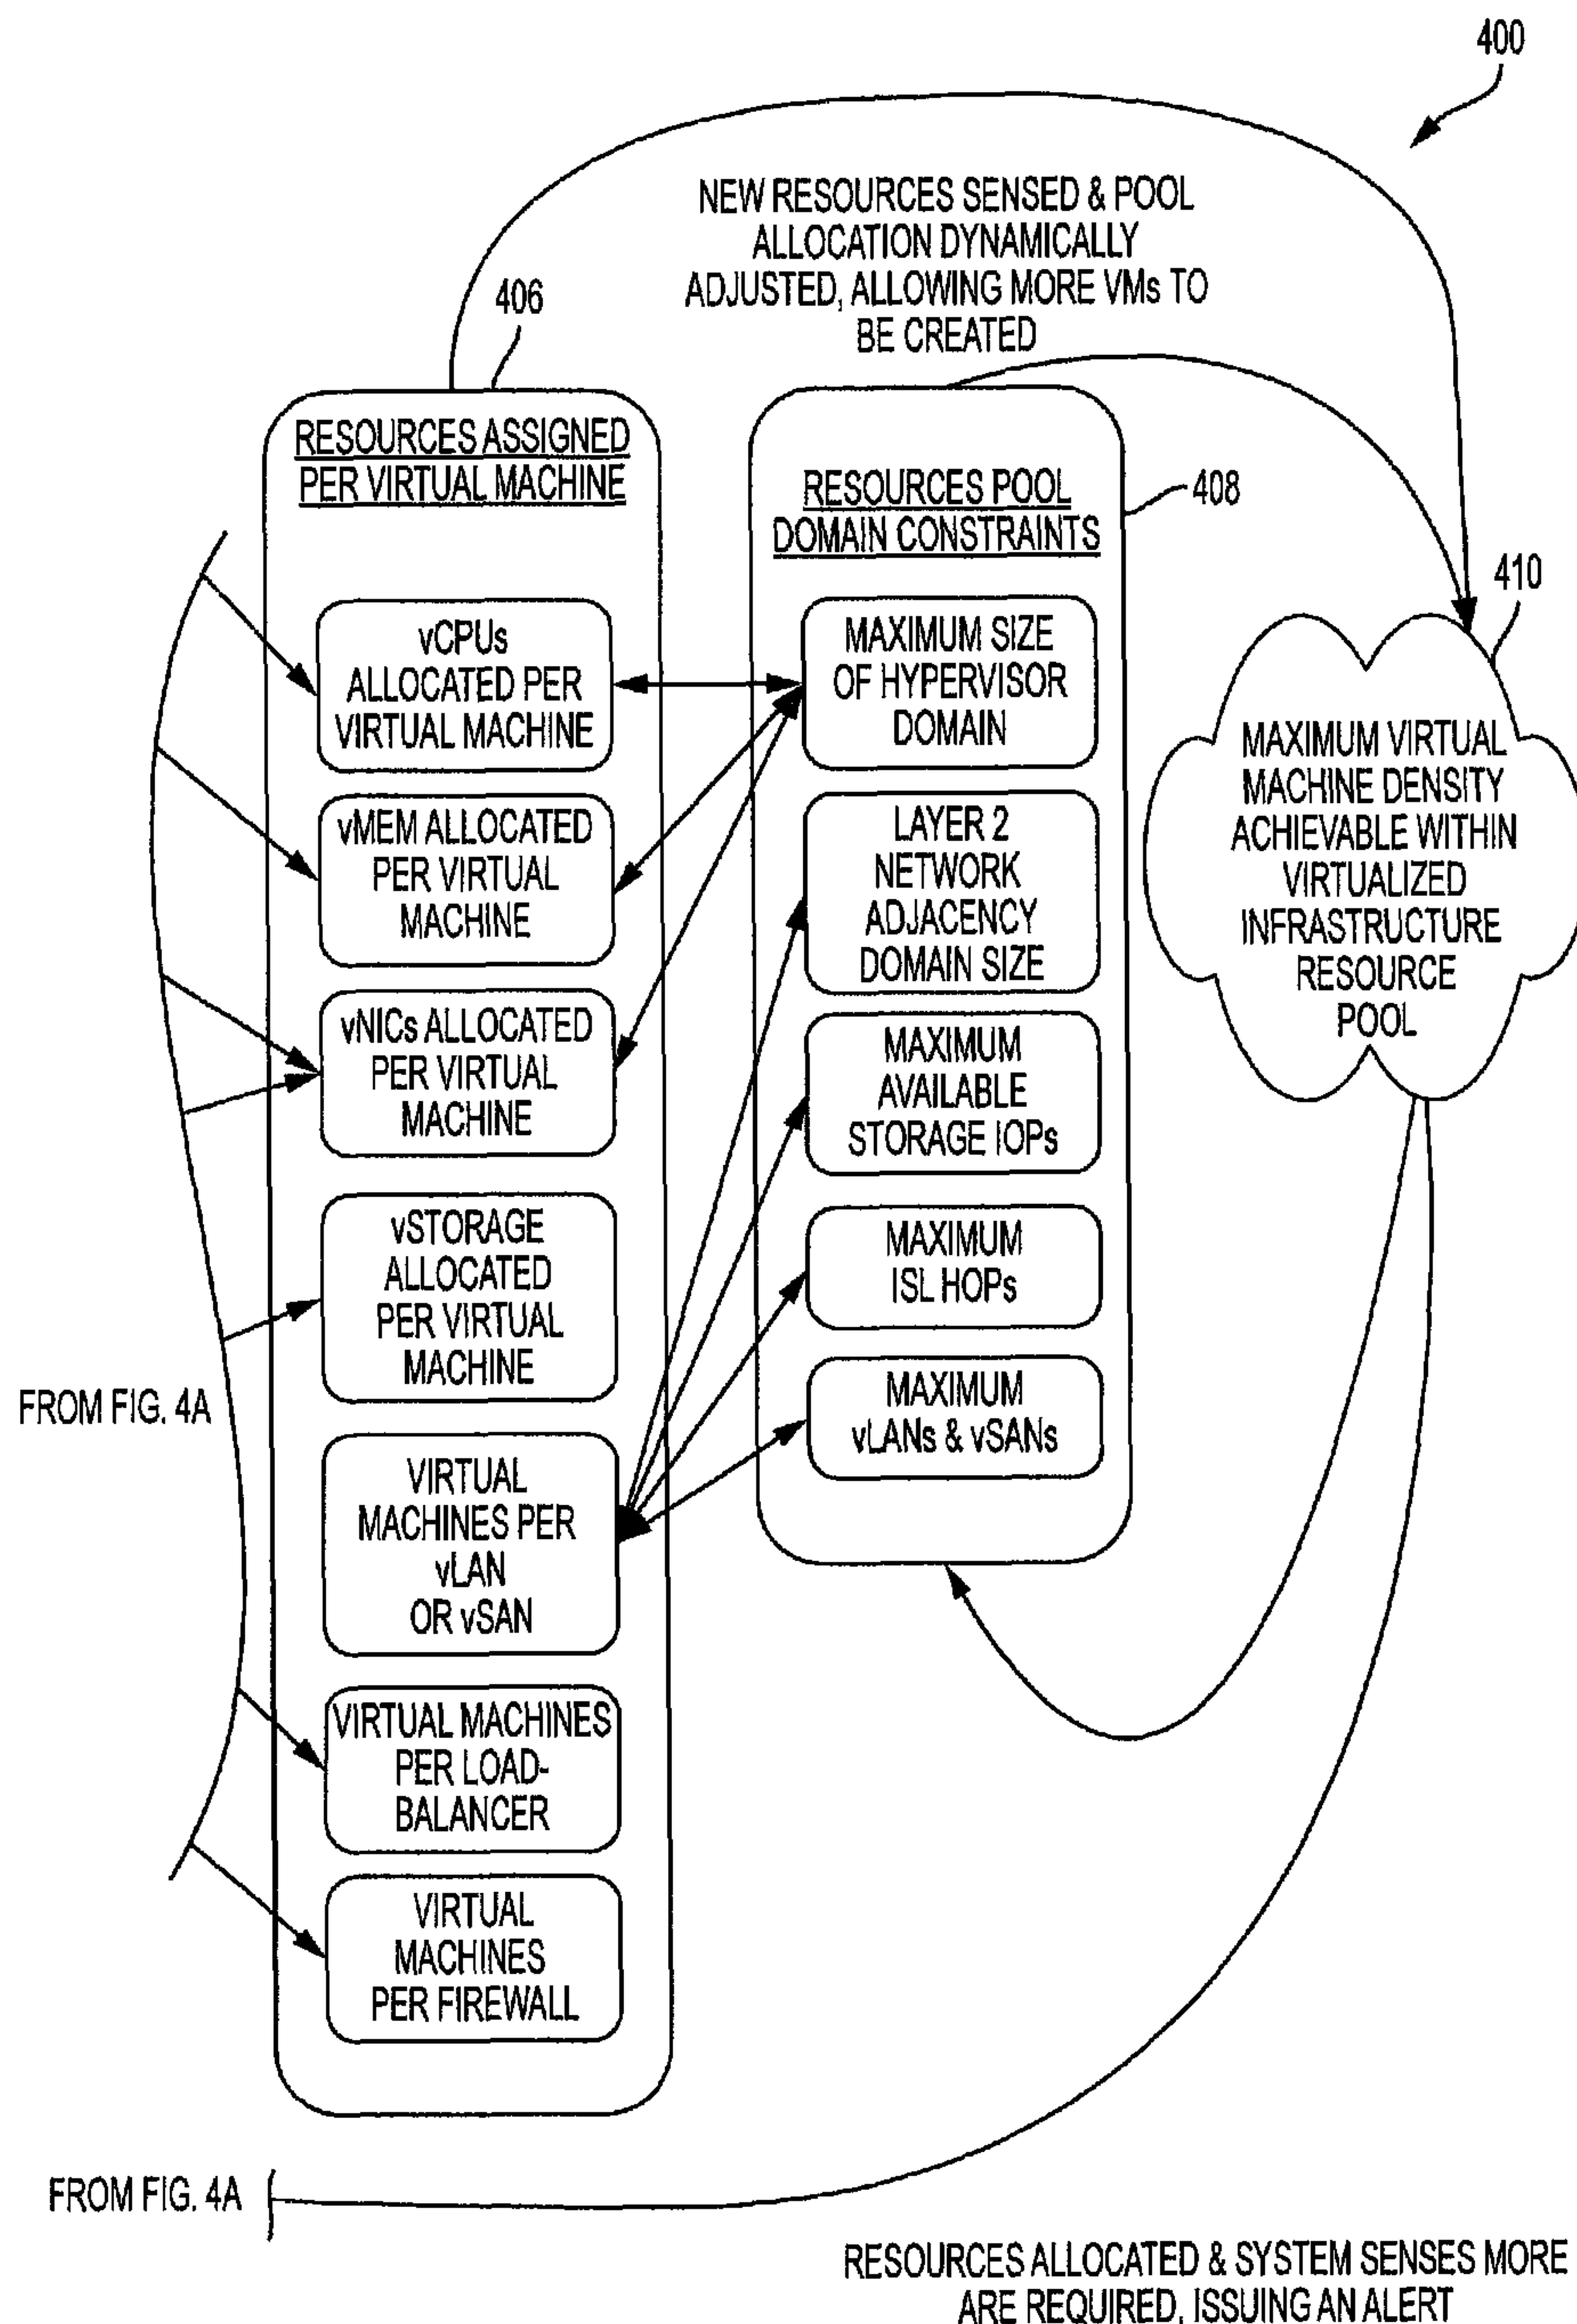 400
NEW RESOURCES SENSED & POOL
ALLOCATION DYNAMICALLY
ADJUSTED, ALLOWING MORE VMs TO
BE CREATED
406
RESOURCES ASSIGNED
PER VIRTUAL MACHINE
vCPUs
ALLOCATED PER
VIRTUAL MACHINE
vMEM ALLOCATED
PER VIRTUAL
MACHINE
vNICs ALLOCATED
PER VIRTUAL
MACHINE
vSTORAGE
ALLOCATED
PER VIRTUAL
MACHINE
VIRTUAL
MACHINES PER
vLAN
OR vSAN
VIRTUAL MACHINES
PER LOAD-
BALANCER
VIRTUAL
MACHINES
PER FIREWALL
RESOURCES POOL
DOMAIN CONSTRAINTS
408
MAXIMUM SIZE
OF HYPERVISOR
DOMAIN
LAYER 2
NETWORK
ADJACENCY
DOMAIN SIZE
MAXIMUM
AVAILABLE
STORAGE IOPs
MAXIMUM
ISL HOPs
MAXIMUM
vLANs & vSANs
410
MAXIMUM VIRTUAL
MACHINE DENSITY
ACHIEVABLE WITHIN
VIRTUALIZED
INFRASTRUCTURE
RESOURCE
POOL
FROM FIG. 4A
FROM FIG. 4A
RESOURCES ALLOCATED & SYSTEM SENSES MORE
ARE REQUIRED, ISSUING AN ALERT